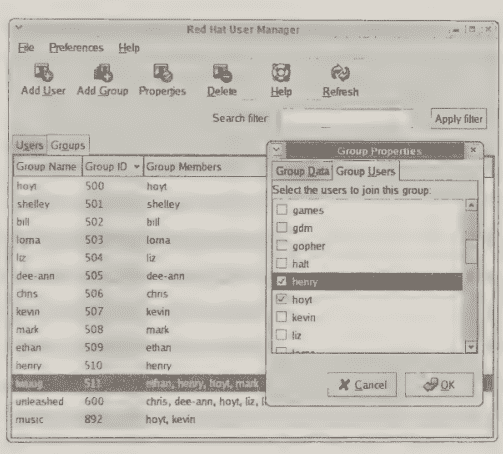 Red Hat User Manager
File Preferences Help
Add User Add Group Properties Delete Help Refresh
Search filter Apply filter
Users Groups
Group Name Group ID Group Members
hoyt 500 hoyt
shelley 501 shelley
bill 502 bill
lorna 503 lorna
liz 504 liz
dee-ann 505 dee-ann
chris 506 chris
kevin 507 kevin
mark 508 mark
ethan 509 ethan
henry 510 henry
511 ethan, henry, hoyt, mark
unleashed 600 chris, dee-ann, hoyt, liz,
music 892 hoyt, kevin
Group Properties
Group Data Group Users
Select the users to join this group:
games
gdm
gopher
halt
henry
hoyt
kevin
liz
Cancel OK